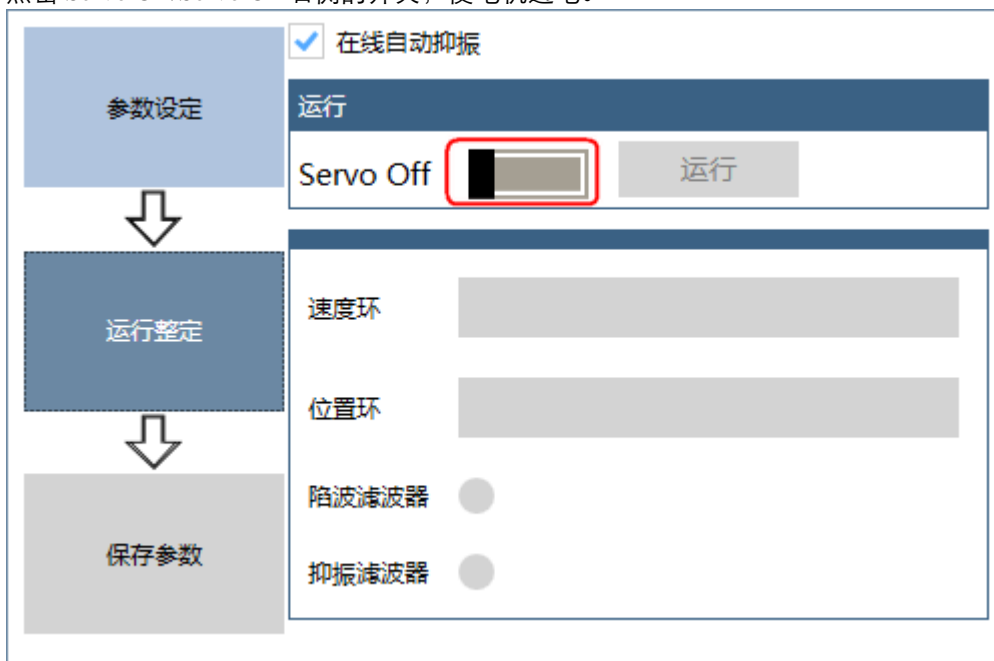 在线自动抑振
参数设定
运行
Servo Off
运行
运行整定
速度环
位置环
陷波滤波器
抑振滤波器
保存参数